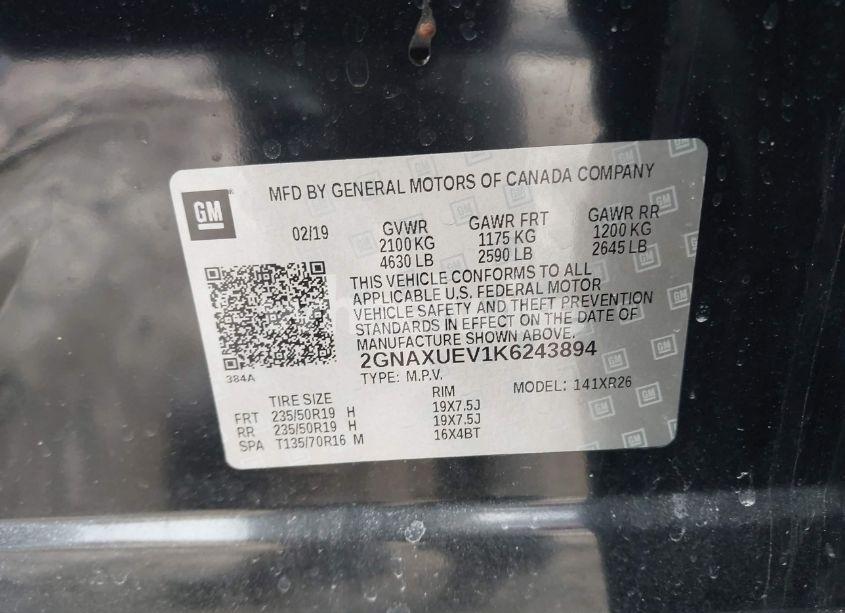 GM
MFD BY GENERAL MOTORS OF CANADA COMPANY
02/19 GVWR GAWR FRT GAWR RR
2100 KG 1175 KG 1200 KG
4630 LB 2590 LB 2645 LB
THIS VEHICLE CONFORMS TO ALL
APPLICABLE U.S. FEDERAL MOTOR
VEHICLE SAFETY AND THEFT PREVENTION
STANDARDS IN EFFECT ON THE DATE OF
MANUFACTURE SHOWN ABOVE.
2GNAXUEV1K6243894
384A
TYPE: M.P.V. MODEL: 141XR26
TIRE SIZE RIM
FRT 235/50R19 H 19X7.5J
RR 235/50R19 H 19X7.5J
SPA T135/70R16 M 16X4BT